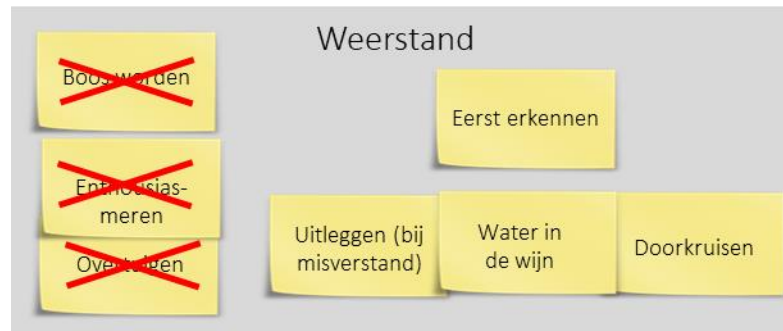 Weerstand
Boos worden
Enthousias-
meren
Overtuigen
Eerst erkennen
Uitleggen (bij
misverstand)
Water in
de wijn
Doorkruisen